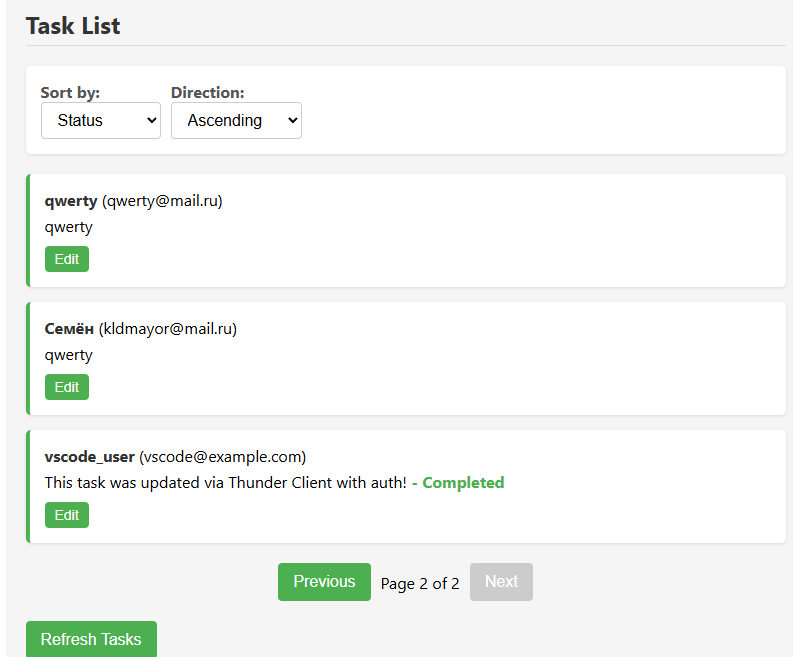 Task List
Sort by: Direction:
Status Ascending
qwerty (qwerty@mail.ru)
qwerty
Edit
Семён (kldmayor@mail.ru)
qwerty
Edit
vscode_user (vscode@example.com)
This task was updated via Thunder Client with auth! - Completed
Edit
Previous Page 2 of 2 Next
Refresh Tasks